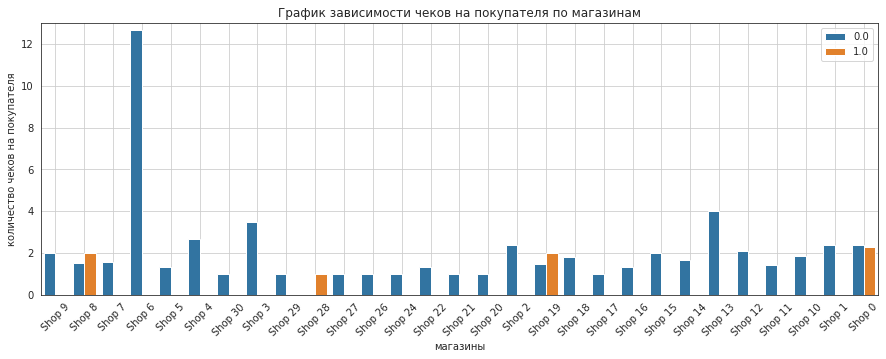 График зависимости чеков на покупателя по магазинам
0.0
1.0
количество чеков на покупателя
12
10
8
6
4
2
0
Shop 9
Shop 8
Shop 7
Shop 6
Shop 5
Shop 4
Shop 30
Shop 3
Shop 29
Shop 28
Shop 27
Shop 26
Shop 24
Shop 22
Shop 21
Shop 20
Shop 2
Shop 19
Shop 18
Shop 17
Shop 16
Shop 15
Shop 14
Shop 13
Shop 12
Shop 11
Shop 10
Shop 1
Shop 0
магазины